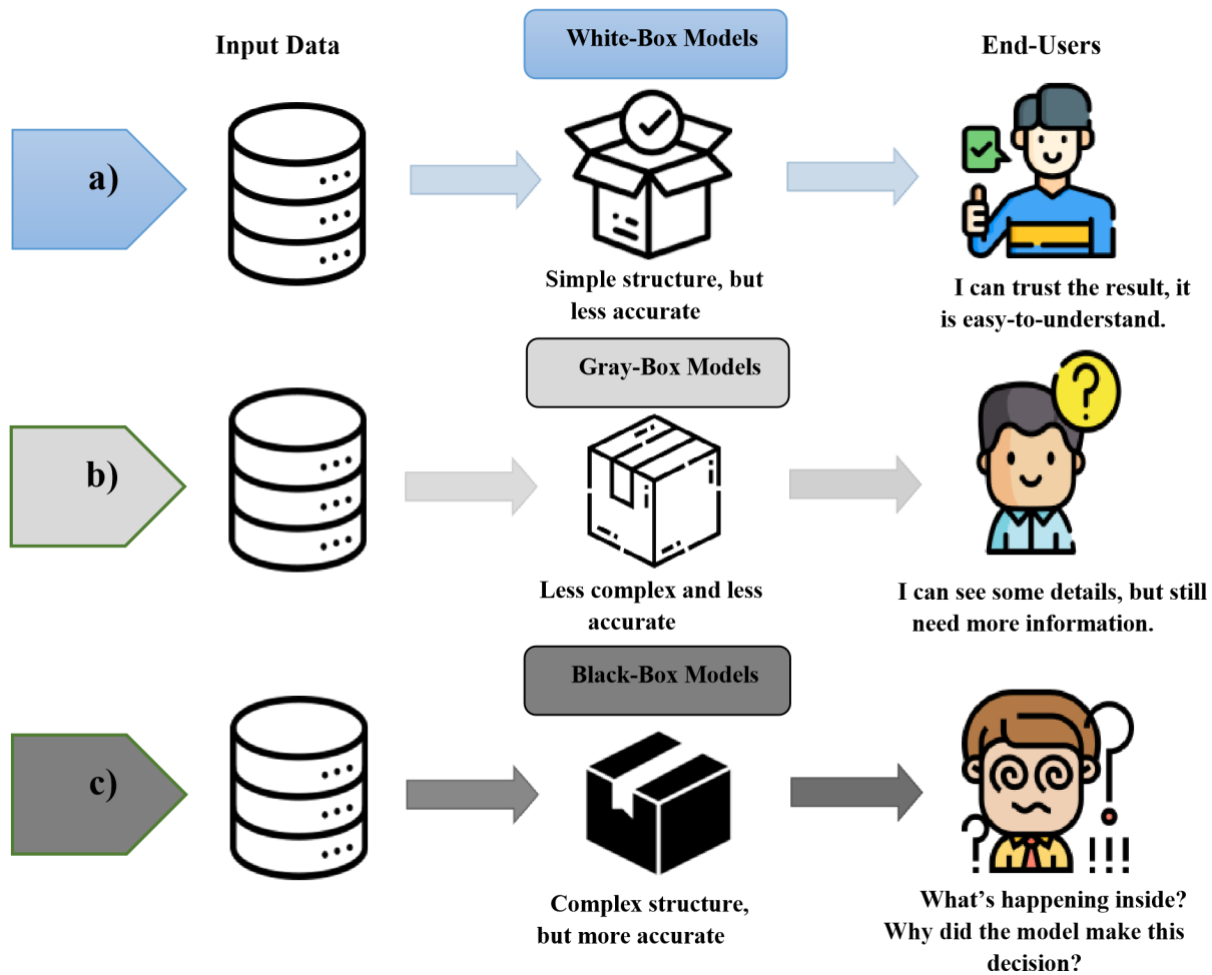 Input Data
White-Box Models
End-Users
a)
Simple structure, but
less accurate
I can trust the result, it
is easy-to-understand.
Gray-Box Models
b)
Less complex and less
accurate
I can see some details, but still
need more information.
Black-Box Models
c)
Complex structure,
but more accurate
What's happening inside?
Why did the model make this
decision?